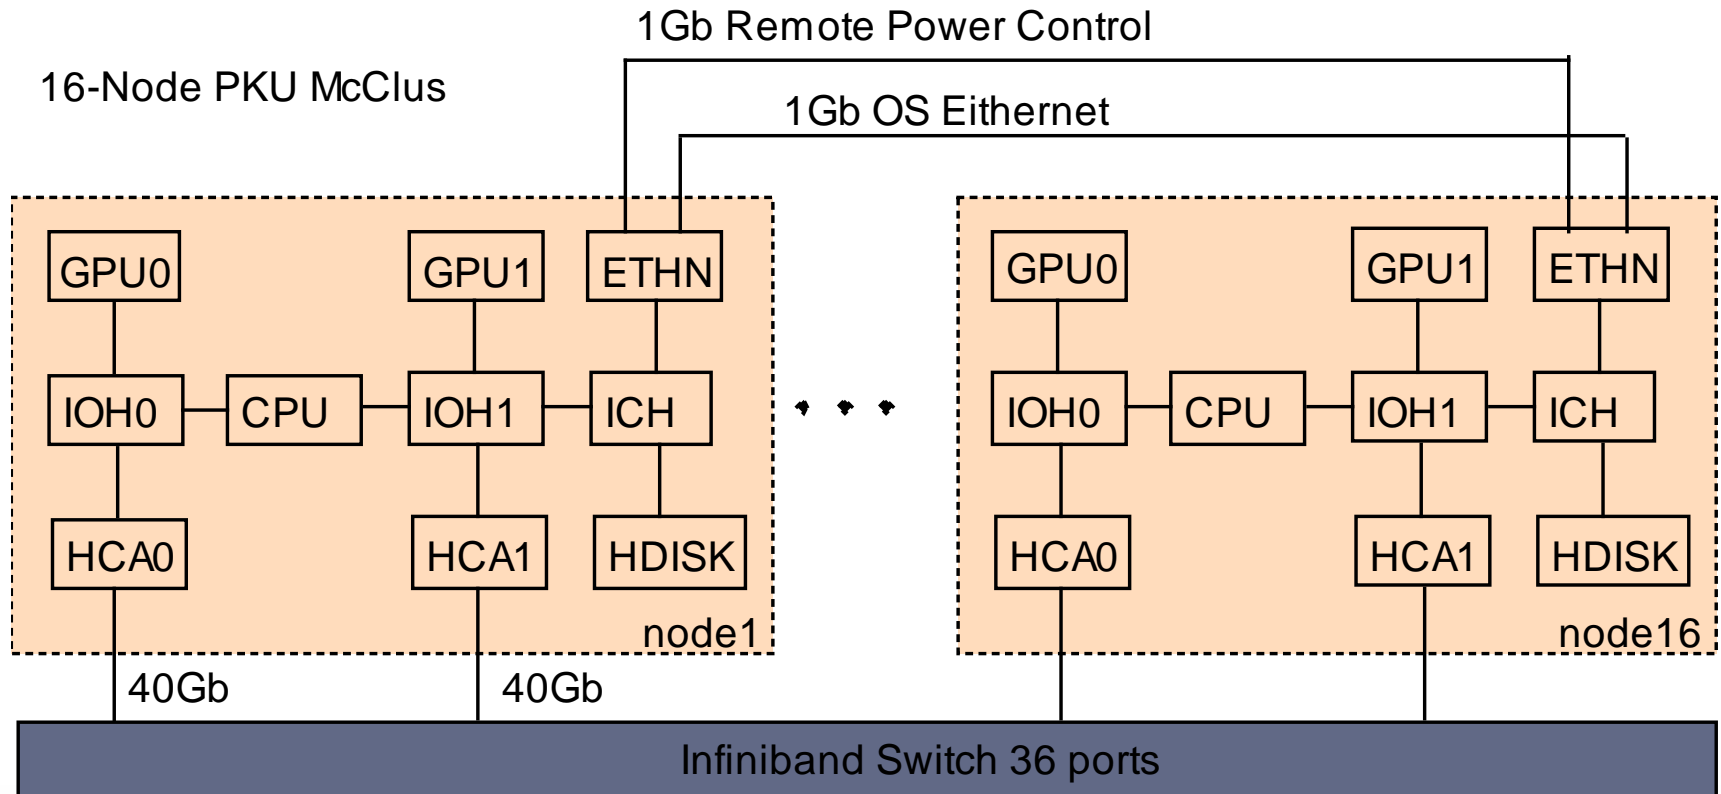 1Gb Remote Power Control
16-Node PKU McClus
1Gb OS Eithernet
GPU0 GPU1 ETHN GPU0 GPU1 ETHN
IOH0 CPU IOH1 ICH IOH0 CPU IOH1 ICH
HCA0 HCA1 HDISK HCA0 HCA1 HDISK
node1 node16
40Gb 40Gb
Infiniband Switch 36 ports